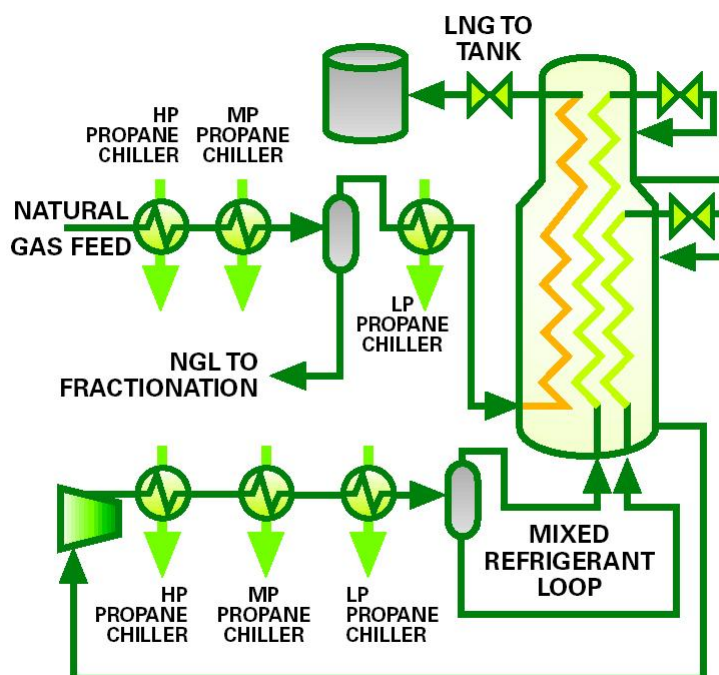 LNG TO
TANK
HP
PROPANE
CHILLER
MP
PROPANE
CHILLER
NATURAL
GAS FEED
LP
PROPANE
CHILLER
NGL TO
FRACTIONATION
MIXED
REFRIGERANT
LOOP
HP
PROPANE
CHILLER
MP
PROPANE
CHILLER
LP
PROPANE
CHILLER